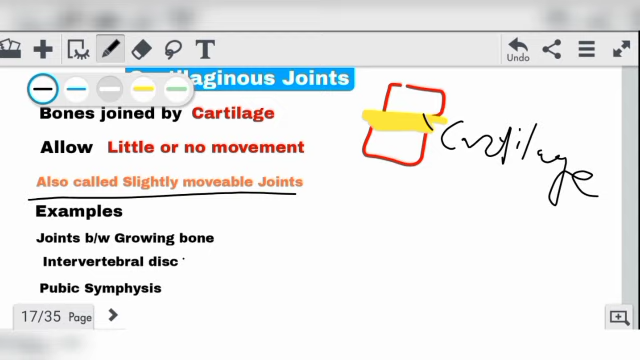 T
Undo
Cartilaginous Joints
Bones joined by Cartilage
Allow Little or no movement
Cartilage
Also called Slightly moveable Joints
Examples
Joints b/w Growing bone
Intervertebral disc
Pubic Symphysis
17/35 Page